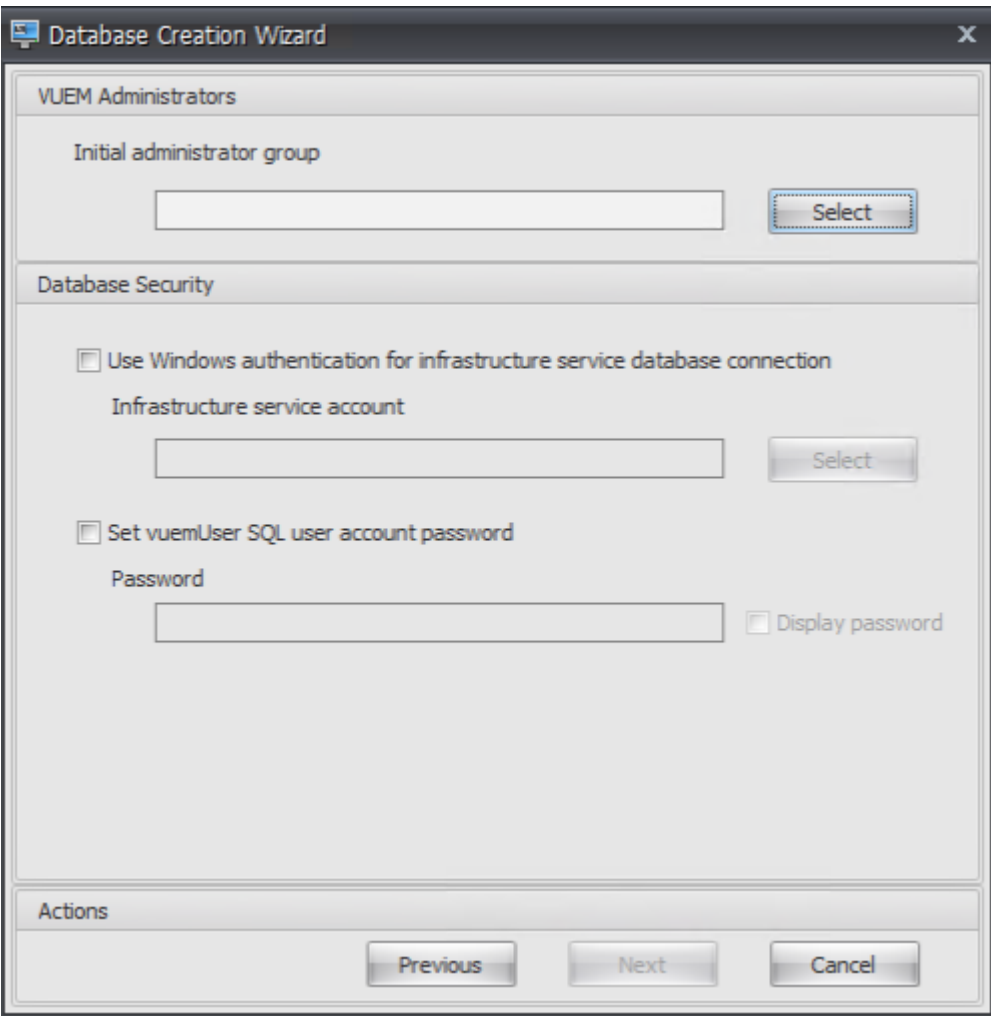 Database Creation Wizard
VUEM Administrators
Initial administrator group
Select
Database Security
Use Windows authentication for infrastructure service database connection
Infrastructure service account
Select
Set vuemUser SQL user account password
Password
Display password
Actions
Previous Next Cancel